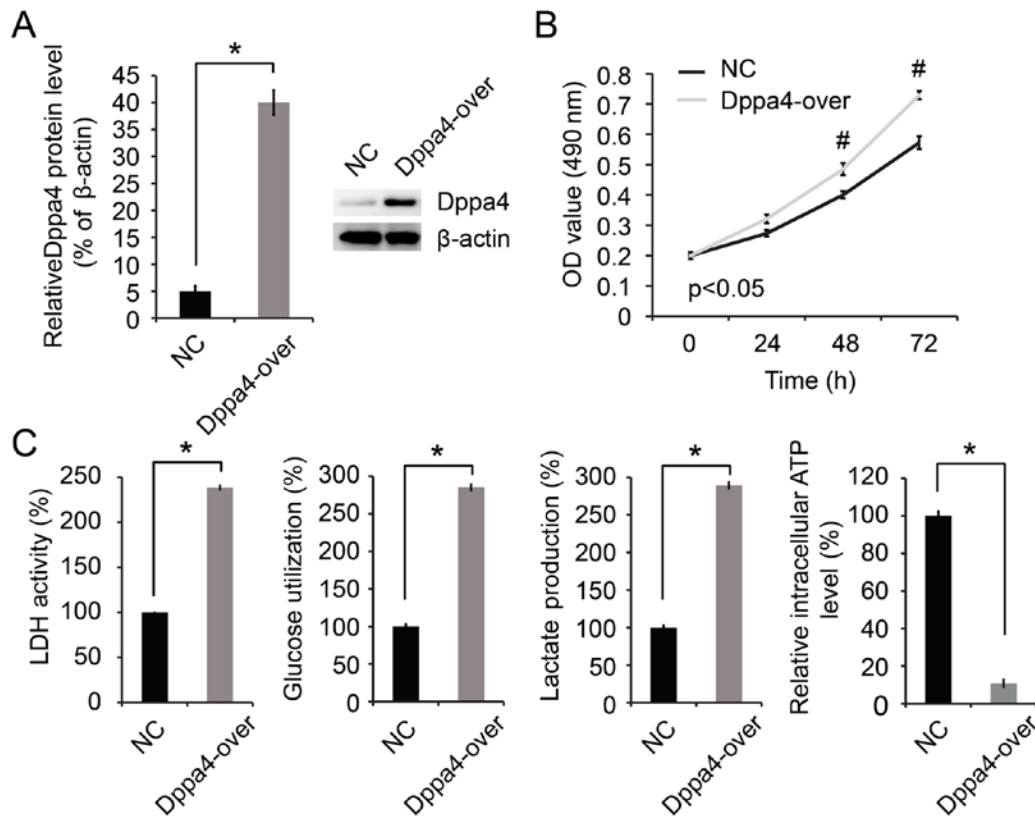 A
*
RelativeDppa4 protein level
(% of β-actin)
45
40
35
30
25
20
15
10
5
0
NC
Dppa4-over
NC
Dppa4-over
Dppa4
β-actin
B
NC
Dppa4-over
#
#
OD value (490 nm)
0.8
0.7
0.6
0.5
0.4
0.3
0.2
0.1
0
p<0.05
0 24 48 72
Time (h)
C
*
LDH activity (%)
250
200
150
100
50
0
NC
Dppa4-over
*
Glucose utilization (%)
300
250
200
150
100
50
0
NC
Dppa4-over
*
Lactate production (%)
300
290
200
150
100
50
0
NC
Dppa4-over
*
Relative intracellular ATP
level (%)
120
100
80
60
40
20
0
NC
Dppa4-over